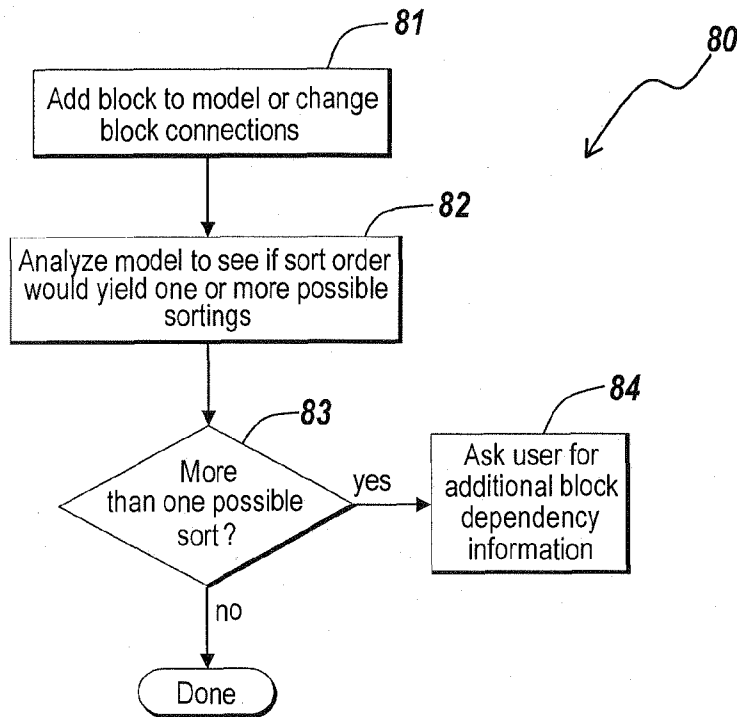 81
80
Add block to model or change
block connections
82
Analyze model to see if sort order
would yield one or more possible
sortings
83
More
than one possible
sort?
yes
84
Ask user for
additional block
dependency
information
no
Done